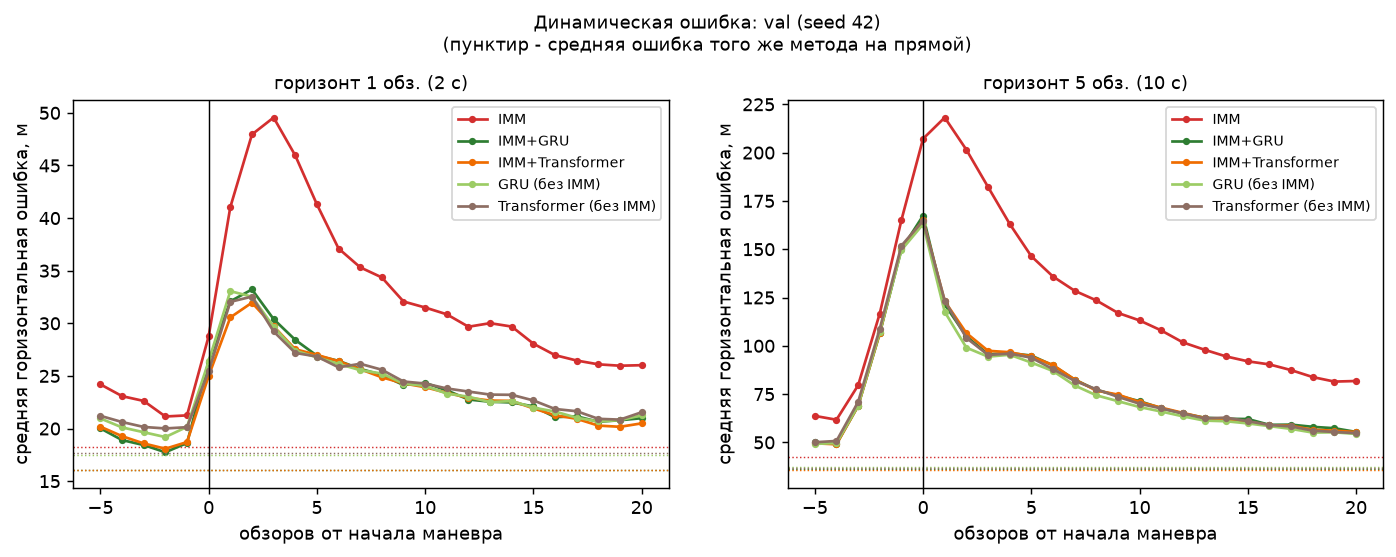 Динамическая ошибка: val (seed 42)
(пунктир - средняя ошибка того же метода на прямой)
горизонт 1 обз. (2 с)
средняя горизонтальная ошибка, м
50
45
40
35
30
25
20
15
IMM
IMM+GRU
IMM+Transformer
GRU (без IMM)
Transformer (без IMM)
−5
0
5
10
15
20
обзоров от начала маневра
горизонт 5 обз. (10 с)
средняя горизонтальная ошибка, м
225
200
175
150
125
100
75
50
IMM
IMM+GRU
IMM+Transformer
GRU (без IMM)
Transformer (без IMM)
−5
0
5
10
15
20
обзоров от начала маневра